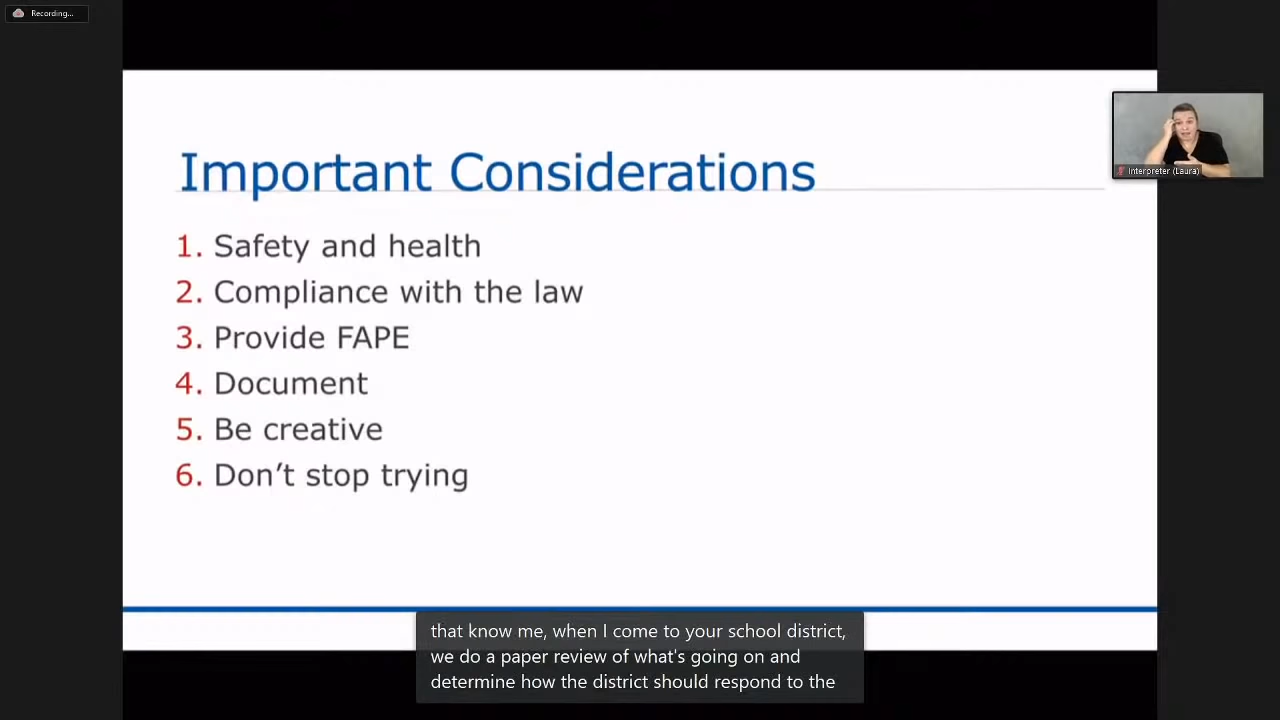 Recording...
Important Considerations
1. Safety and health
2. Compliance with the law
3. Provide FAPE
4. Document
5. Be creative
6. Don’t stop trying
Interpreter (Laura)
that know me, when I come to your school district,
we do a paper review of what's going on and
determine how the district should respond to the